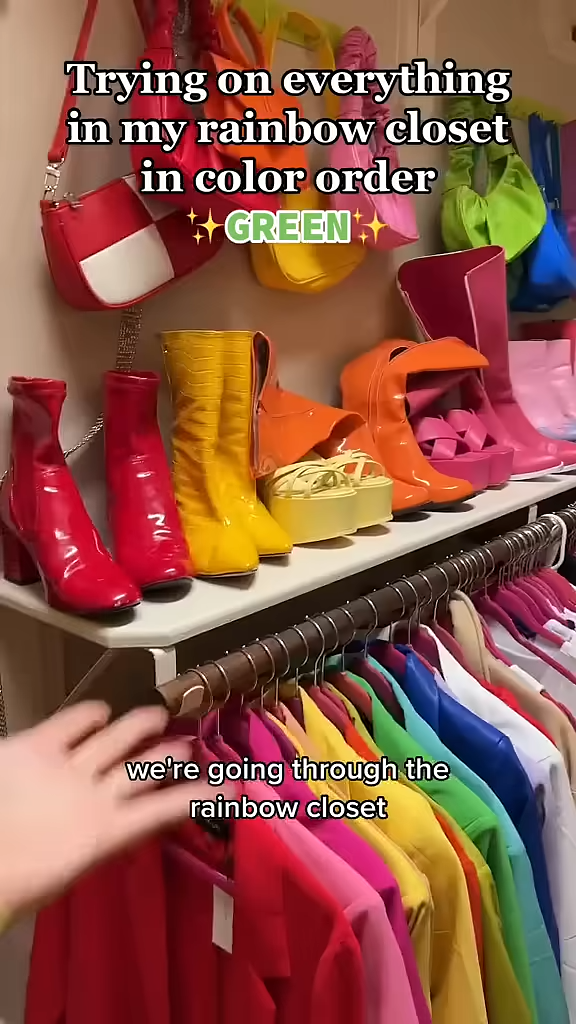 Trying on everything
in my rainbow closet
in color order
✨GREEN✨
we're going through the
rainbow closet